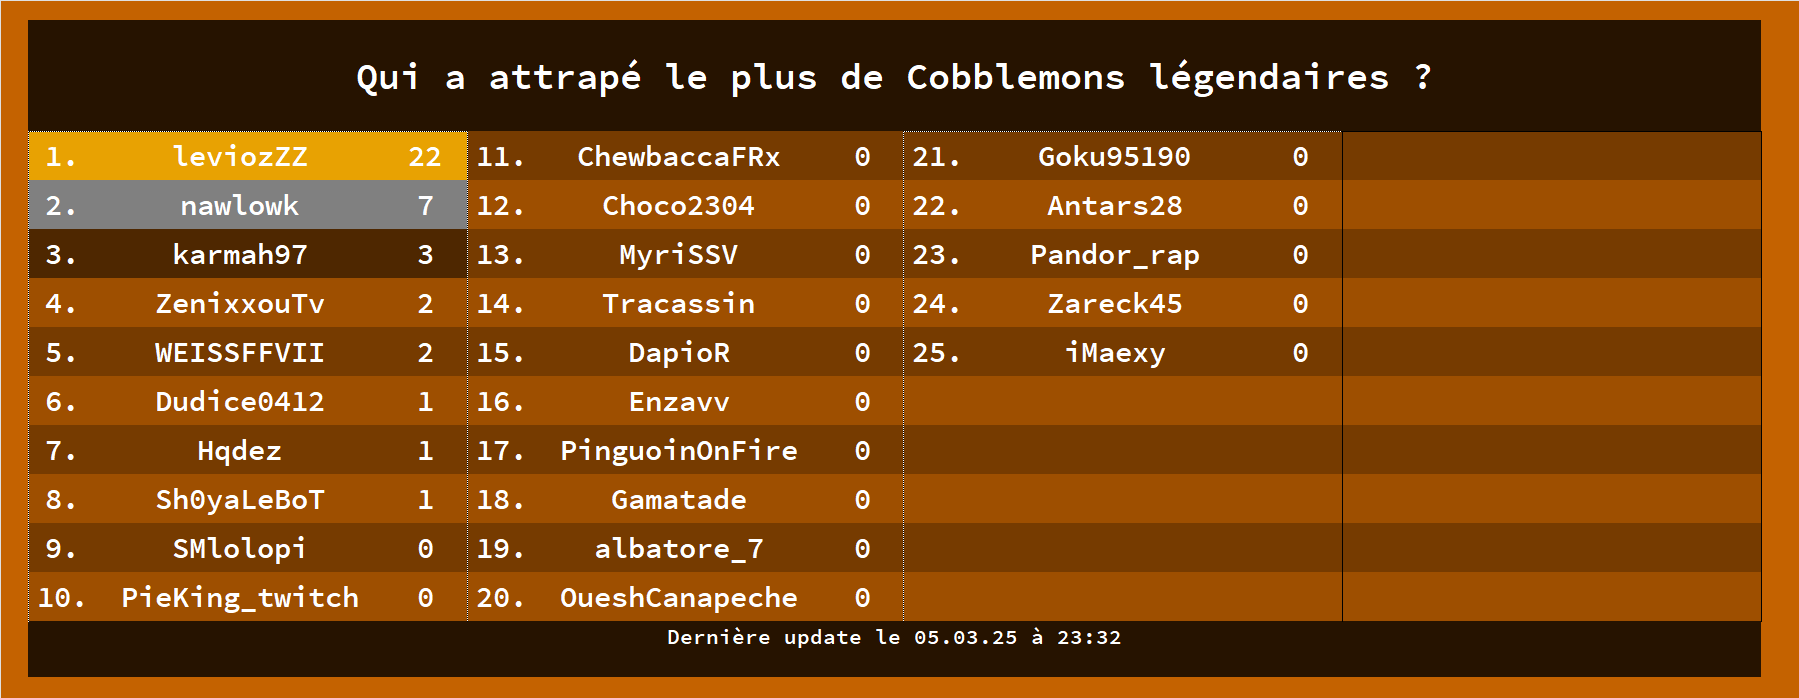 Qui a attrapé le plus de Cobblemons légendaires ?
1. leviozZZ 22
2. nawlowk 7
3. karmah97 3
4. ZenixxouTv 2
5. WEISSFFVII 2
6. Dudice0412 1
7. Hqdez 1
8. Sh0yaLeBoT 1
9. SMlolopi 0
10. PieKing_twitch 0
11. ChewbaccaFRx 0
12. Choco2304 0
13. MyriSSV 0
14. Tracassin 0
15. DapioR 0
16. Enzavv 0
17. PinguoinOnFire 0
18. Gamatade 0
19. albatore_7 0
20. OueshCanapeche 0
21. Goku95190 0
22. Antars28 0
23. Pandor_rap 0
24. Zareck45 0
25. iMaexy 0
Dernière update le 05.03.25 à 23:32